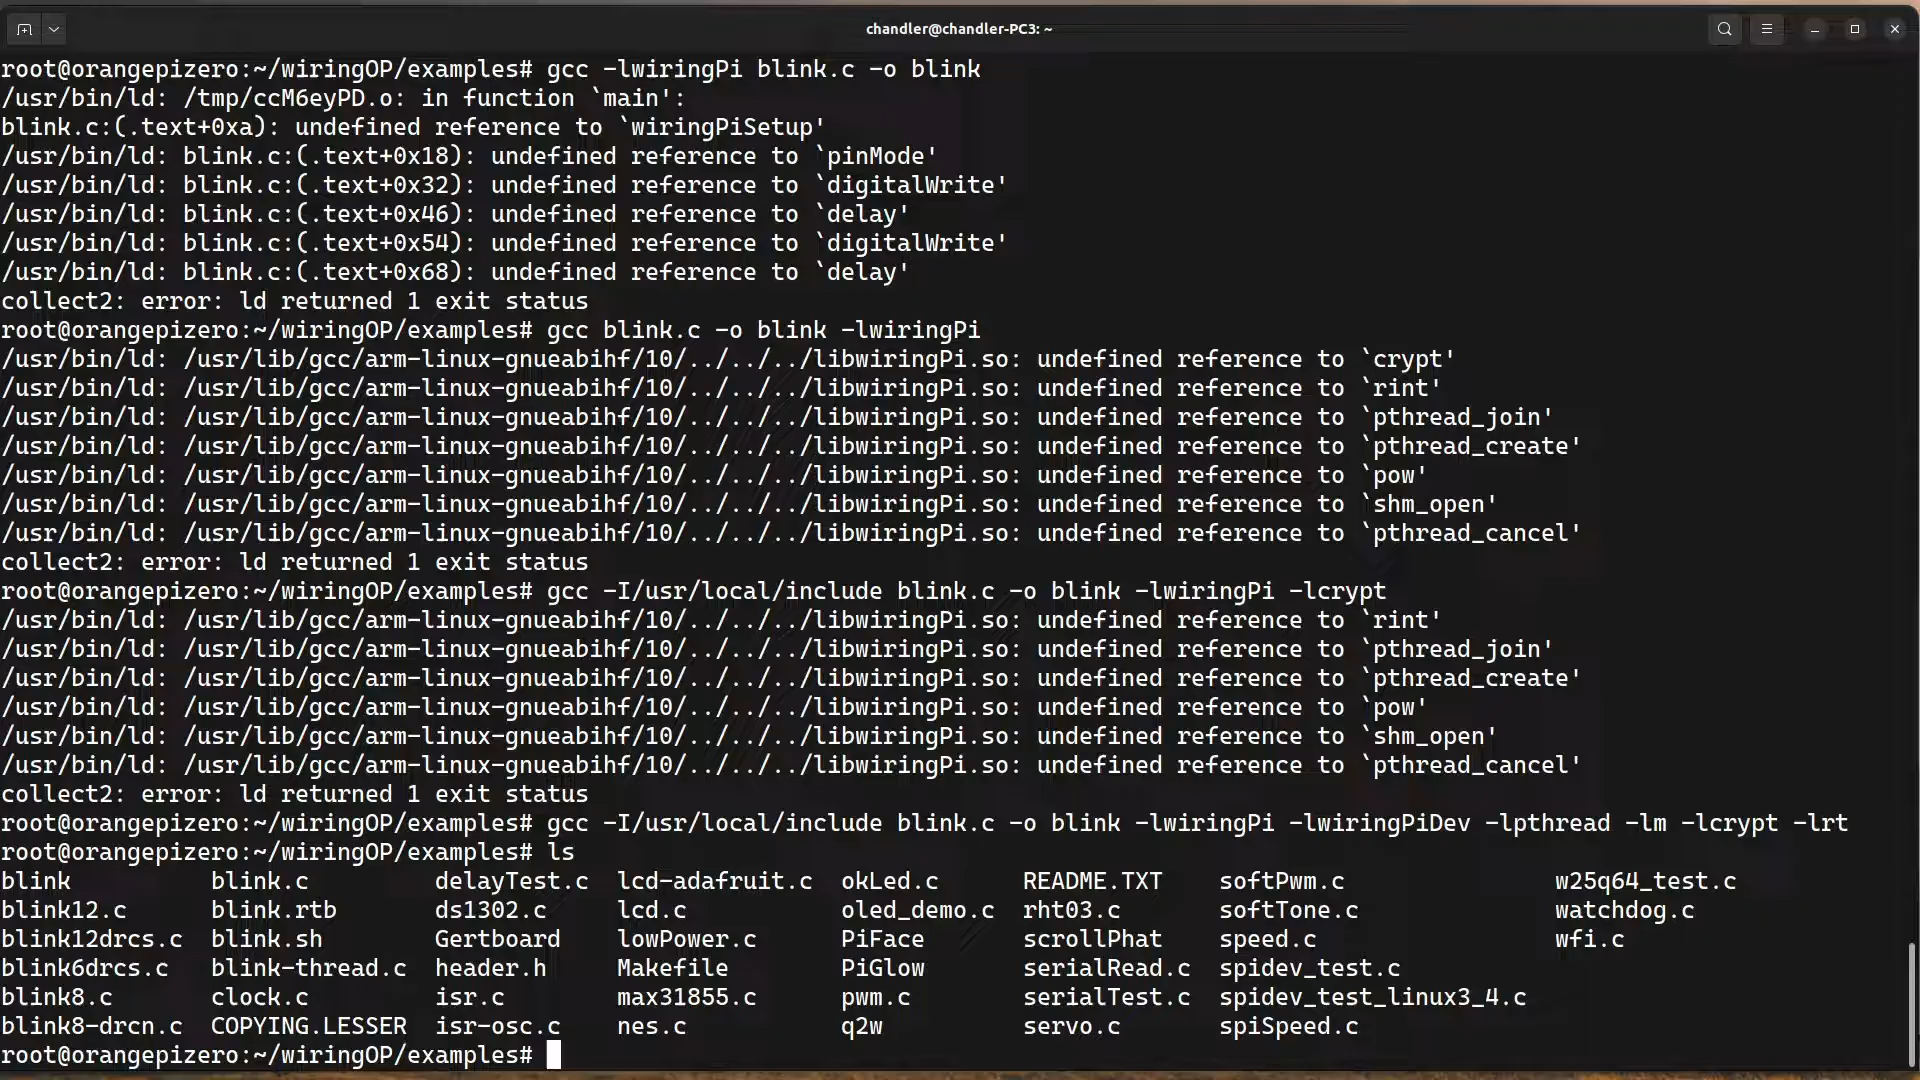 chandler@chandler-PC3: ~
root@orangepizero:~/wiringOP/examples# gcc -lwiringPi blink.c -o blink
/usr/bin/ld: /tmp/ccM6eyPD.o: in function `main':
blink.c:(.text+0xa): undefined reference to `wiringPiSetup'
/usr/bin/ld: blink.c:(.text+0x18): undefined reference to `pinMode'
/usr/bin/ld: blink.c:(.text+0x32): undefined reference to `digitalWrite'
/usr/bin/ld: blink.c:(.text+0x46): undefined reference to `delay'
/usr/bin/ld: blink.c:(.text+0x54): undefined reference to `digitalWrite'
/usr/bin/ld: blink.c:(.text+0x68): undefined reference to `delay'
collect2: error: ld returned 1 exit status
root@orangepizero:~/wiringOP/examples# gcc blink.c -o blink -lwiringPi
/usr/bin/ld: /usr/lib/gcc/arm-linux-gnueabihf/10/../../../libwiringPi.so: undefined reference to `crypt'
/usr/bin/ld: /usr/lib/gcc/arm-linux-gnueabihf/10/../../../libwiringPi.so: undefined reference to `rint'
/usr/bin/ld: /usr/lib/gcc/arm-linux-gnueabihf/10/../../../libwiringPi.so: undefined reference to `pthread_join'
/usr/bin/ld: /usr/lib/gcc/arm-linux-gnueabihf/10/../../../libwiringPi.so: undefined reference to `pthread_create'
/usr/bin/ld: /usr/lib/gcc/arm-linux-gnueabihf/10/../../../libwiringPi.so: undefined reference to `pow'
/usr/bin/ld: /usr/lib/gcc/arm-linux-gnueabihf/10/../../../libwiringPi.so: undefined reference to `shm_open'
/usr/bin/ld: /usr/lib/gcc/arm-linux-gnueabihf/10/../../../libwiringPi.so: undefined reference to `pthread_cancel'
collect2: error: ld returned 1 exit status
root@orangepizero:~/wiringOP/examples# gcc -I/usr/local/include blink.c -o blink -lwiringPi -lcrypt
/usr/bin/ld: /usr/lib/gcc/arm-linux-gnueabihf/10/../../../libwiringPi.so: undefined reference to `rint'
/usr/bin/ld: /usr/lib/gcc/arm-linux-gnueabihf/10/../../../libwiringPi.so: undefined reference to `pthread_join'
/usr/bin/ld: /usr/lib/gcc/arm-linux-gnueabihf/10/../../../libwiringPi.so: undefined reference to `pthread_create'
/usr/bin/ld: /usr/lib/gcc/arm-linux-gnueabihf/10/../../../libwiringPi.so: undefined reference to `pow'
/usr/bin/ld: /usr/lib/gcc/arm-linux-gnueabihf/10/../../../libwiringPi.so: undefined reference to `shm_open'
/usr/bin/ld: /usr/lib/gcc/arm-linux-gnueabihf/10/../../../libwiringPi.so: undefined reference to `pthread_cancel'
collect2: error: ld returned 1 exit status
root@orangepizero:~/wiringOP/examples# gcc -I/usr/local/include blink.c -o blink -lwiringPi -lwiringPiDev -lpthread -lm -lcrypt -lrt
root@orangepizero:~/wiringOP/examples# ls
blink blink.c delayTest.c lcd-adafruit.c okLed.c README.TXT softPwm.c w25q64_test.c
blink12.c blink.rtb ds1302.c lcd.c oled_demo.c rht03.c softTone.c watchdog.c
blink12drcs.c blink.sh Gertboard lowPower.c PiFace scrollPhat speed.c wfi.c
blink6drcs.c blink-thread.c header.h Makefile PiGlow serialRead.c spidev_test.c
blink8.c clock.c isr.c max31855.c pwm.c serialTest.c spidev_test_linux3_4.c
blink8-drcn.c COPYING.LESSER isr-osc.c nes.c q2w servo.c spiSpeed.c
root@orangepizero:~/wiringOP/examples#